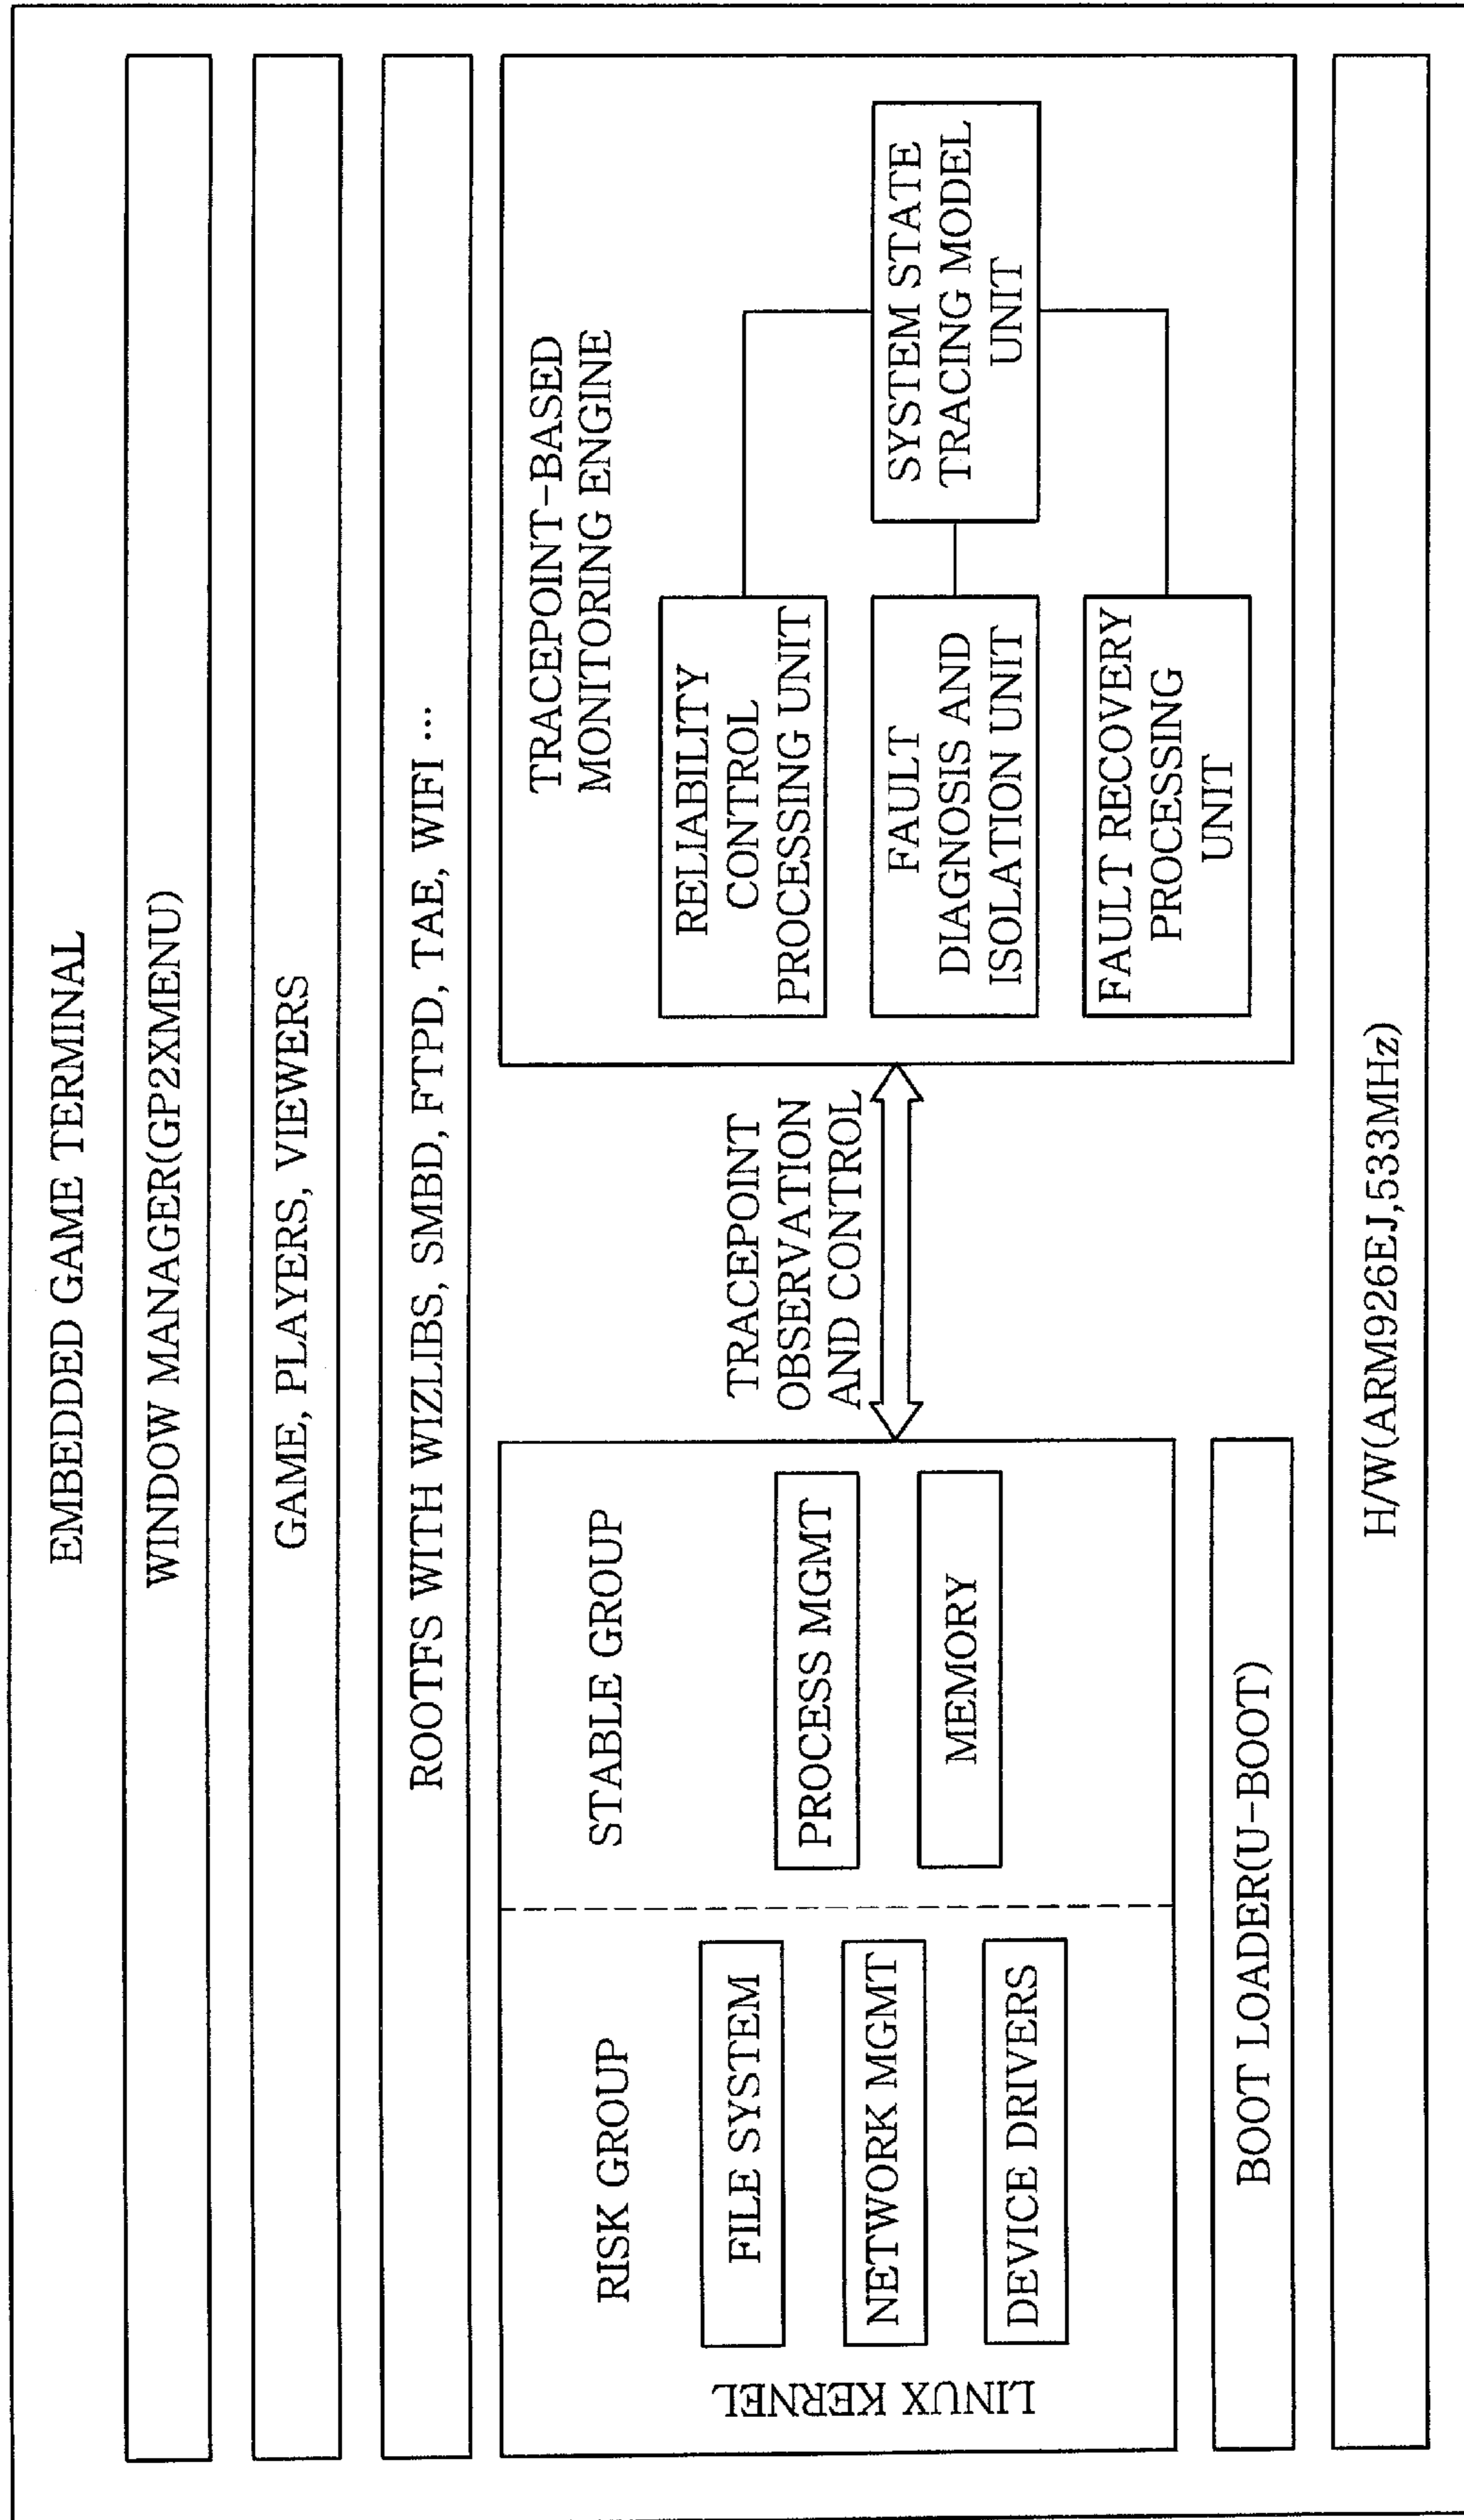 EMBEDDED GAME TERMINAL
WINDOW MANAGER(GP2XMENU)
GAME, PLAYERS, VIEWERS
ROOTFS WITH WIZLIBS, SMBD, FTPD, TAE, WIFI ...
LINUX KERNEL
RISK GROUP
FILE SYSTEM
NETWORK MGMT
DEVICE DRIVERS
STABLE GROUP
PROCESS MGMT
MEMORY
TRACEPOINT
OBSERVATION
AND CONTROL
TRACEPOINT-BASED
MONITORING ENGINE
RELIABILITY
CONTROL
PROCESSING UNIT
FAULT
DIAGNOSIS AND
ISOLATION UNIT
FAULT RECOVERY
PROCESSING
UNIT
SYSTEM STATE
TRACING MODEL
UNIT
BOOT LOADER(U-BOOT)
H/W(ARM926EJ,533MHz)